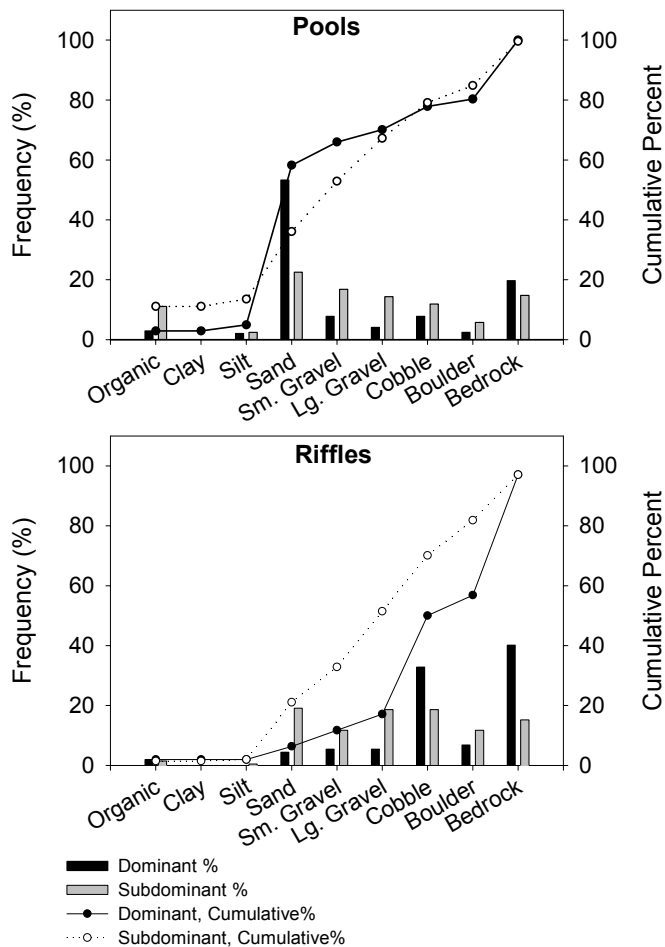 Pools
100
80
60
40
20
0
Frequency (%)
100
80
60
40
20
0
Cumulative Percent
Organic
Clay
Silt
Sand
Sm. Gravel
Lg. Gravel
Cobble
Boulder
Bedrock
Riffles
100
80
60
40
20
0
Frequency (%)
100
80
60
40
20
0
Cumulative Percent
Organic
Clay
Silt
Sand
Sm. Gravel
Lg. Gravel
Cobble
Boulder
Bedrock
Dominant %
Subdominant %
Dominant, Cumulative%
Subdominant, Cumulative%